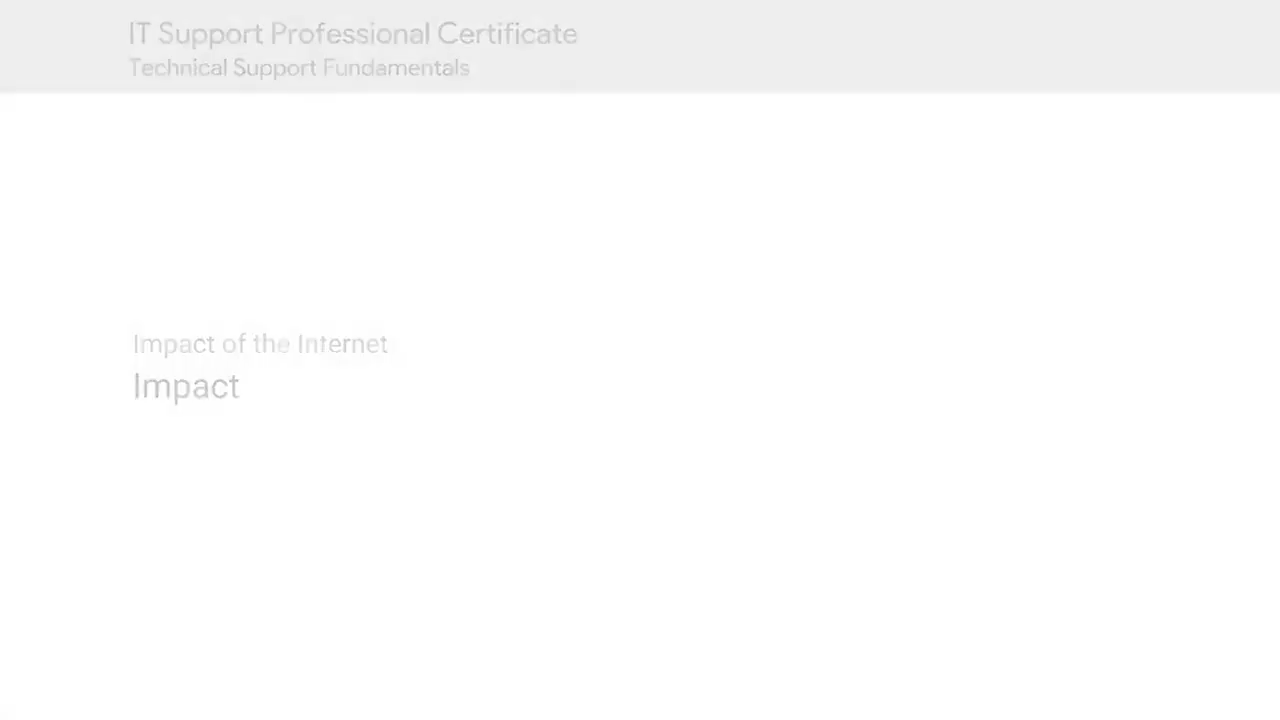 IT Support Professional Certificate
Technical Support Fundamentals
Impact of the Internet
Impact